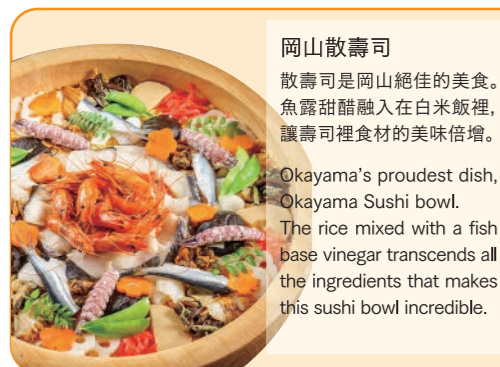 岡山散壽司
散壽司是岡山絕佳的美食。
魚露甜醋融入在白米飯裡,
讓壽司裡食材的美味倍增。
Okayama's proudest dish,
Okayama Sushi bowl.
The rice mixed with a fish
base vinegar transcends all
the ingredients that makes
this sushi bowl incredible.